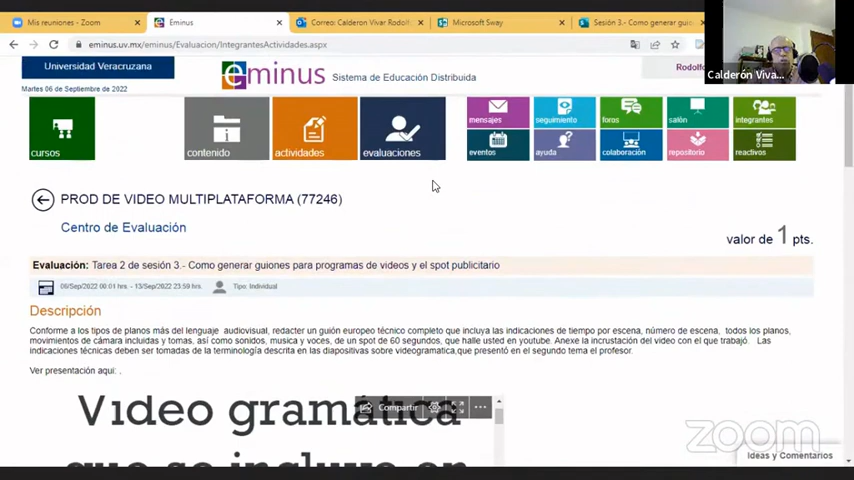 Mis reuniones - Zoom
Eminus
Correo: Calderon Vivar Rodolfo
Microsoft Sway
Sesión 3.- Como generar guion
eminus.uv.mx/eminus/Evaluacion/IntegrantesActividades.aspx
Calderón Viva...
Universidad Veracruzana
Martes 06 de Septiembre de 2022
eminus Sistema de Educación Distribuida
Rodolf
cursos
contenido
actividades
evaluaciones
mensajes
seguimiento
foros
salón
integrantes
eventos
ayuda
colaboración
repositorio
reactivos
PROD DE VIDEO MULTIPLATAFORMA (77246)
Centro de Evaluación
valor de 1 pts.
Evaluación: Tarea 2 de sesión 3.- Como generar guiones para programas de videos y el spot publicitario
06/Sep/2022 00:01 hrs. - 13/Sep/2022 23:59 hrs.
Tipo: Individual
Descripción
Conforme a los tipos de planos más del lenguaje audiovisual, redacter un guión europeo técnico completo que incluya las indicaciones de tiempo por escena, número de escena, todos los planos,
movimientos de cámara incluidas y tomas, así como sonidos, musica y voces, de un spot de 60 segundos, que halle usted en youtube. Anexe la incrustación del video con el que trabajó. Las
indicaciones técnicas deben ser tomadas de la terminología descrita en las diapositivas sobre videogramatica,que presentó en el segundo tema el profesor.
Ver presentación aqui: .
Compartir
Video gramática
que se incluye en
zoom
Ideas y Comentarios